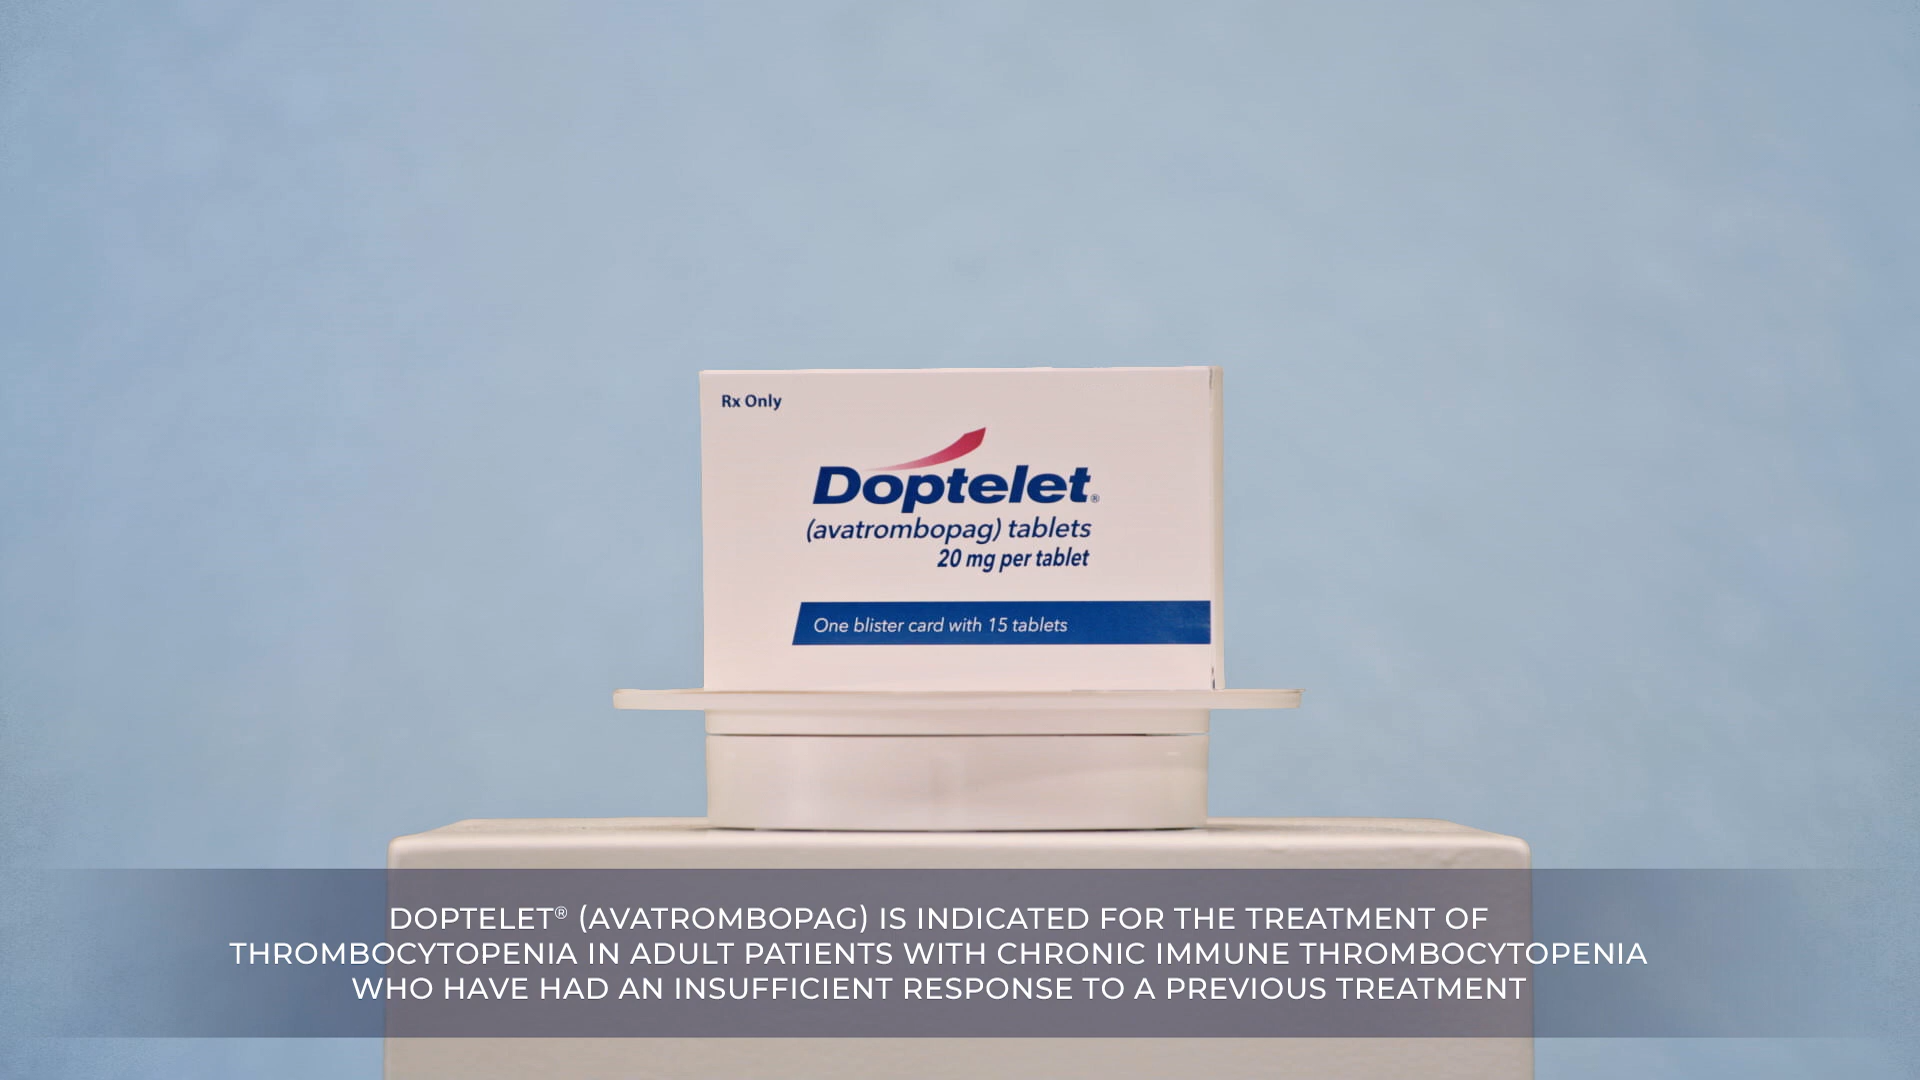 Rx Only
Doptelet®
(avatrombopag) tablets
20 mg per tablet
One blister card with 15 tablets
DOPTELET® (AVATROMBOPAG) IS INDICATED FOR THE TREATMENT OF
THROMBOCYTOPENIA IN ADULT PATIENTS WITH CHRONIC IMMUNE THROMBOCYTOPENIA
WHO HAVE HAD AN INSUFFICIENT RESPONSE TO A PREVIOUS TREATMENT